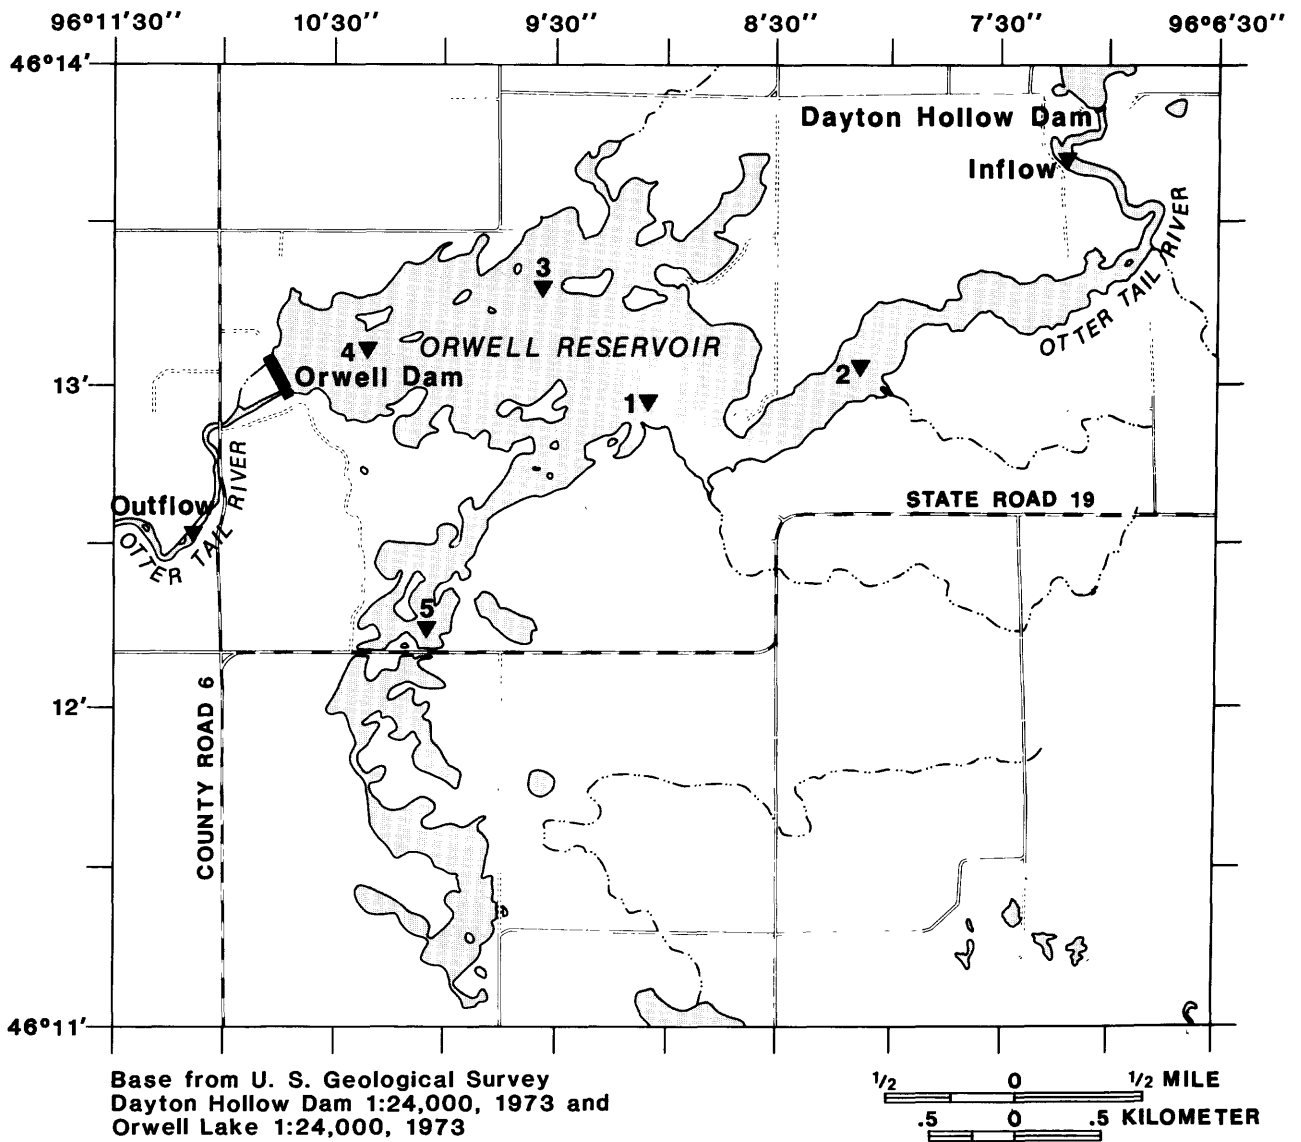 96°11'30'' 10'30'' 9'30'' 8'30'' 7'30'' 96°6'30''
46°14'
Dayton Hollow Dam
Inflow
OTTER TAIL RIVER
3
ORWELL RESERVOIR
4
2
13'
Orwell Dam
1
OTTER TAIL RIVER
Outflow
STATE ROAD 19
5
12'
COUNTY ROAD 6
46°11'
Base from U. S. Geological Survey
Dayton Hollow Dam 1:24,000, 1973 and
Orwell Lake 1:24,000, 1973
1/2 0 1/2 MILE
.5 0 .5 KILOMETER